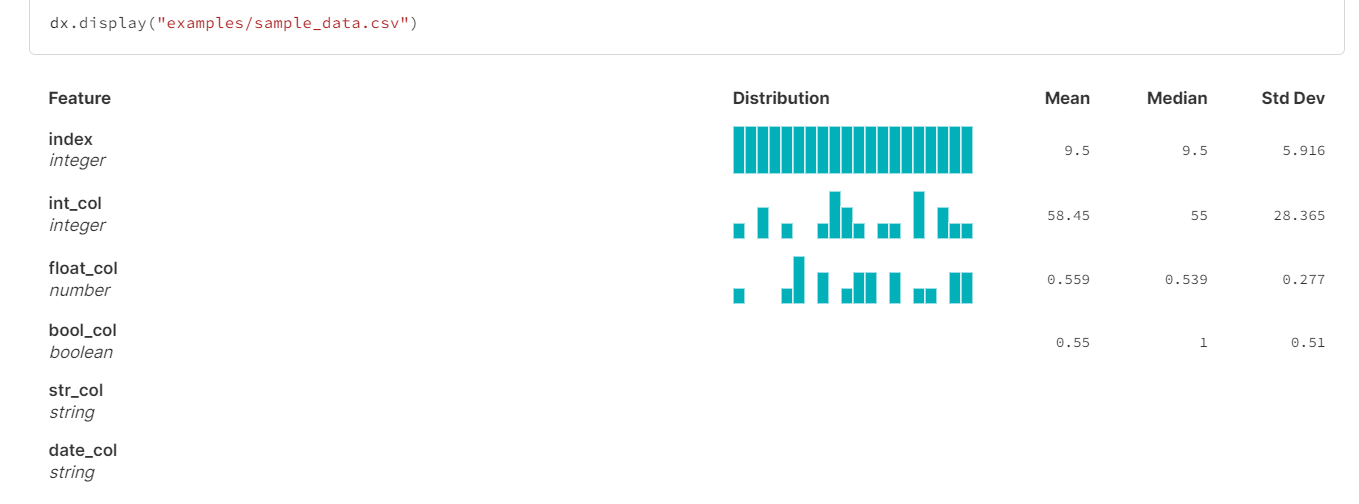 dx.display("examples/sample_data.csv")
Feature Distribution Mean Median Std Dev
index
integer 9.5 9.5 5.916
int_col
integer 58.45 55 28.365
float_col
number 0.559 0.539 0.277
bool_col
boolean 0.55 1 0.51
str_col
string
date_col
string